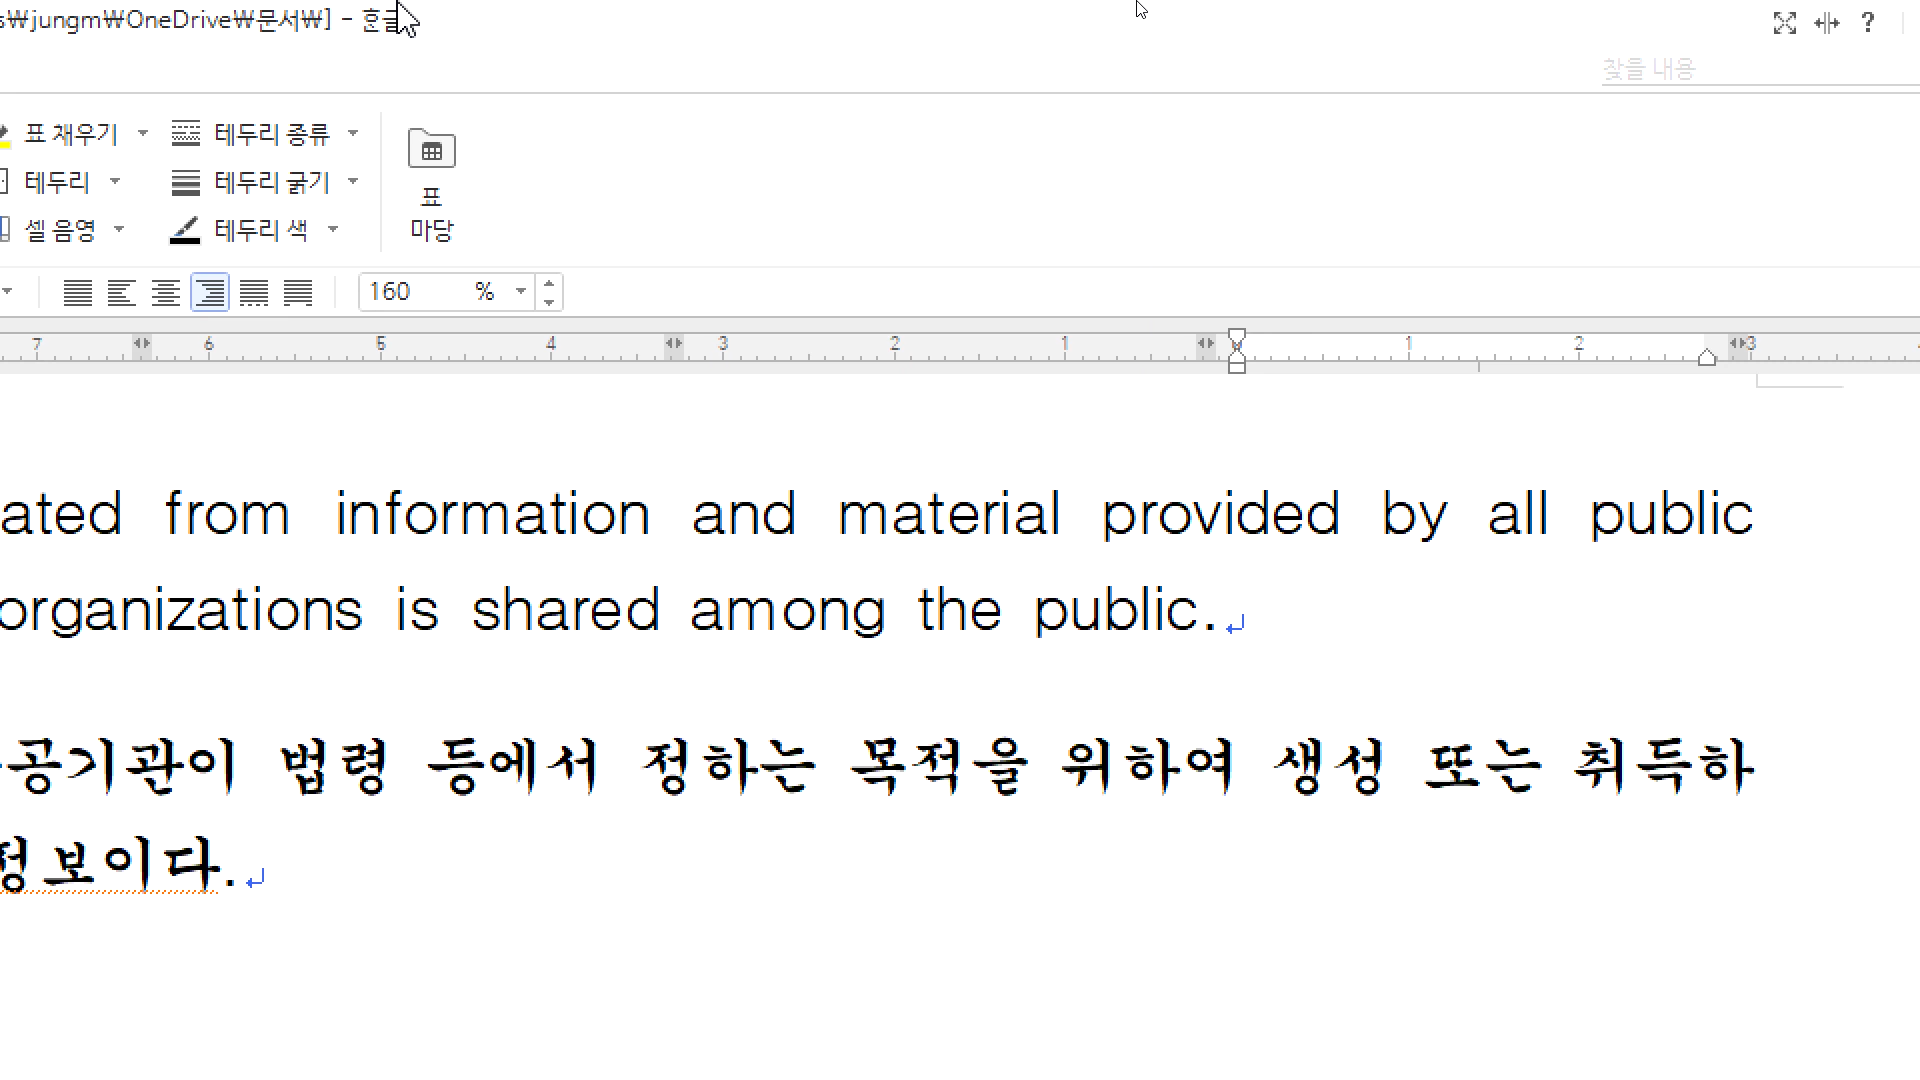 s₩jungm₩OneDrive₩문서₩] - 한글
?
찾을 내용
표 채우기
테두리 종류
테두리
테두리 굵기
표
마당
셀 음영
테두리 색
160 %
7 6 5 4 3 2 1 1 2 3
ated from information and material provided by all public
organizations is shared among the public.
공기관이 법령 등에서 정하는 목적을 위하여 생성 또는 취득하
정보이다.